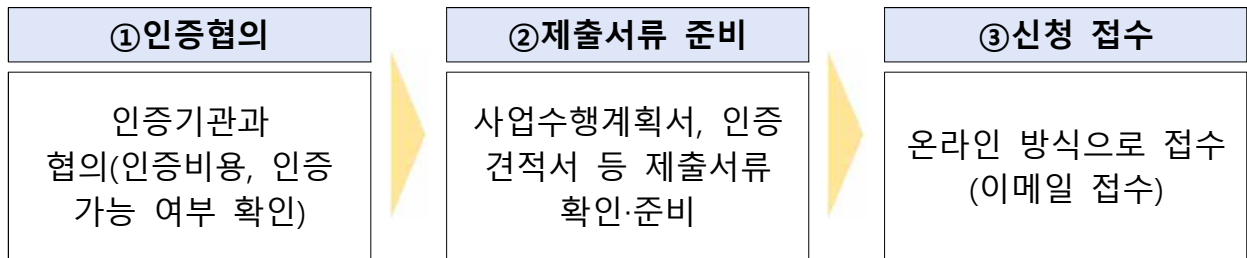 ①인증협의
인증기관과
협의(인증비용, 인증
가능 여부 확인)
②제출서류 준비
사업수행계획서, 인증
견적서 등 제출서류
확인·준비
③신청 접수
온라인 방식으로 접수
(이메일 접수)